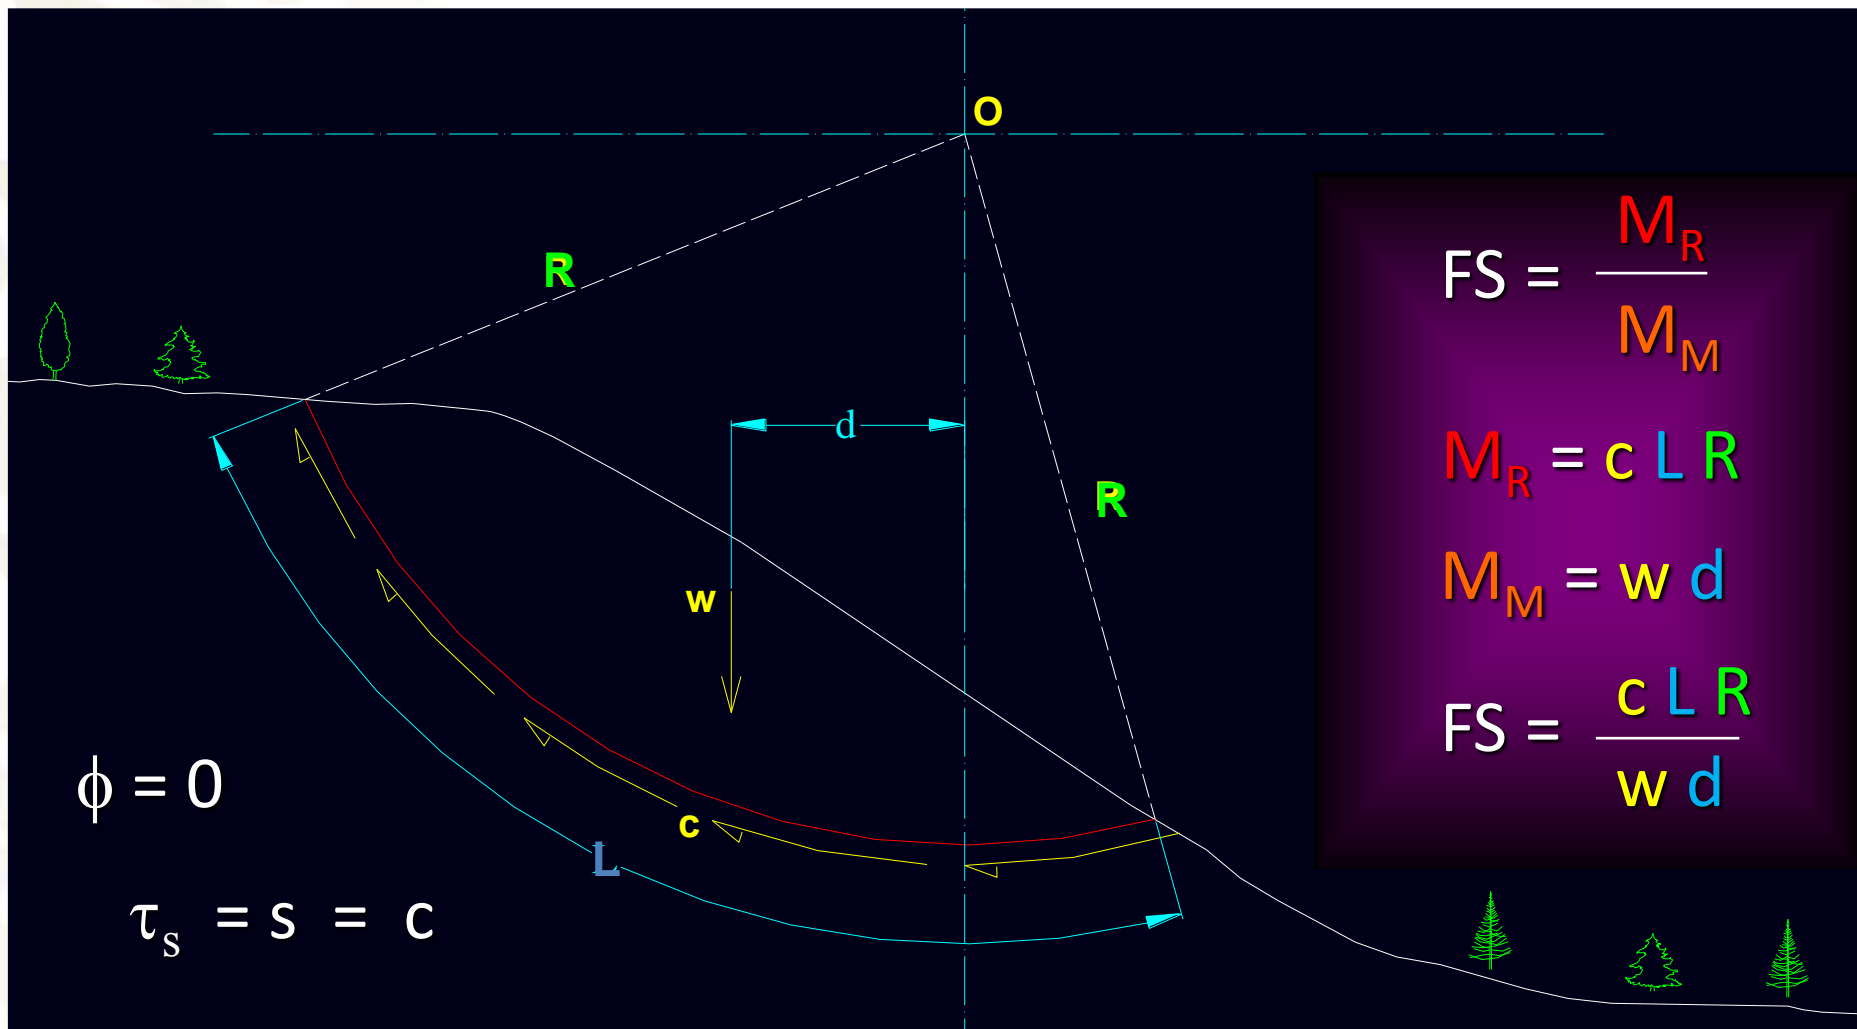 O
R
d
R
w
c
L
ϕ = 0
τs = s = c
FS = MR / MM
MR = c L R
MM = w d
FS = c L R / w d